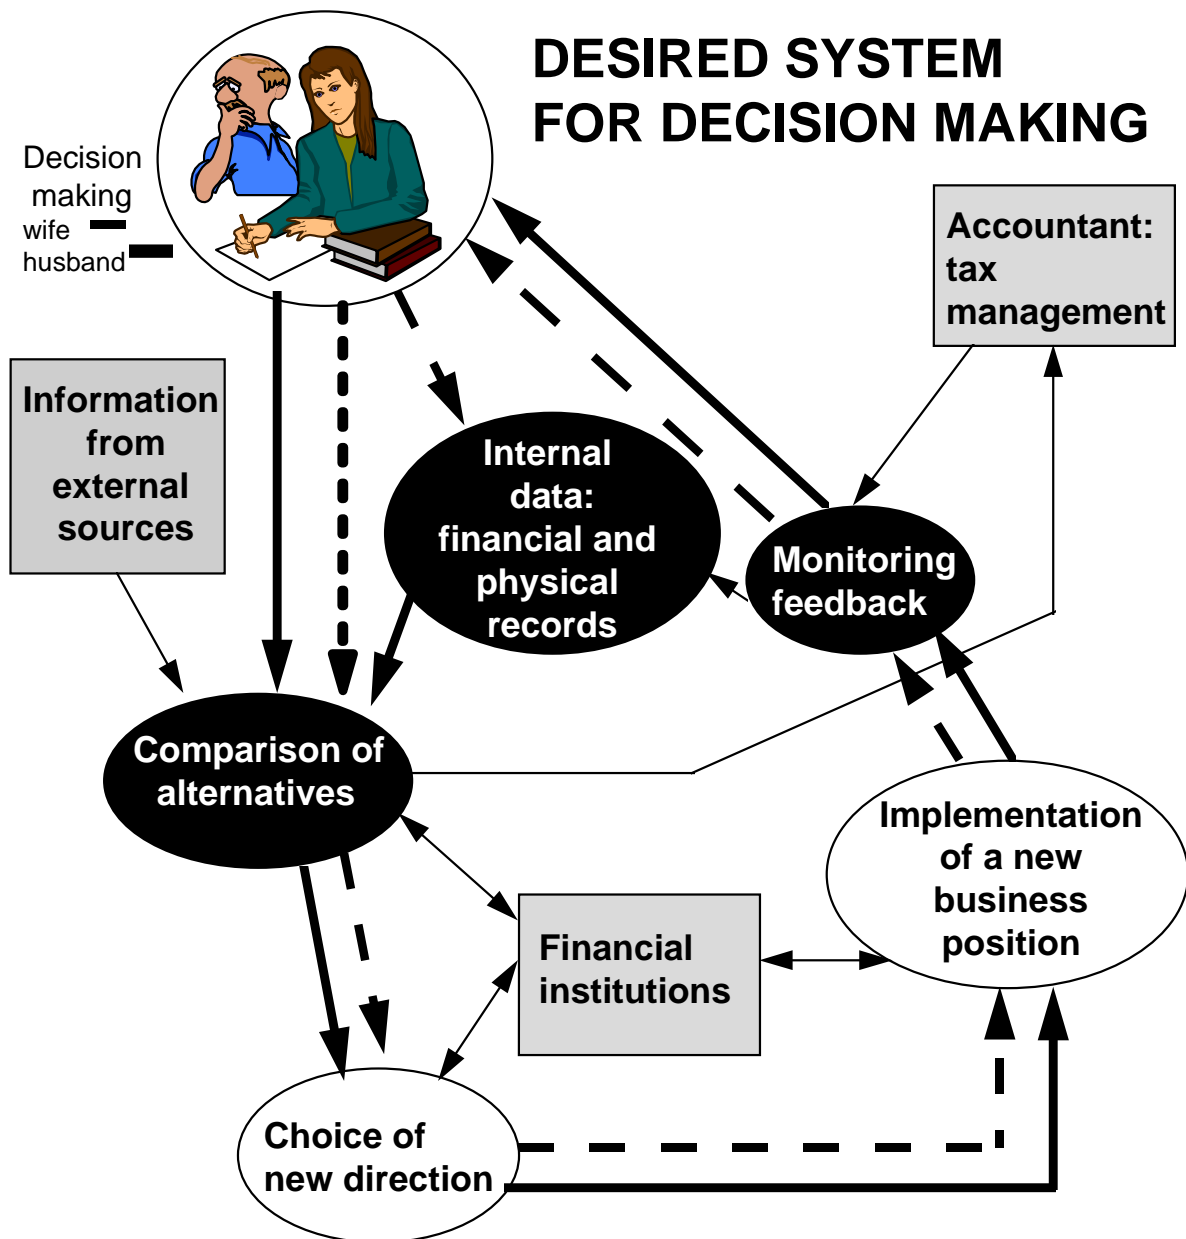 DESIRED SYSTEM
FOR DECISION MAKING
Decision
making
wife
husband
Accountant:
tax
management
Information
from
external
sources
Internal
data:
financial and
physical
records
Monitoring
feedback
Comparison of
alternatives
Implementation
of a new
business
position
Financial
institutions
Choice of
new direction